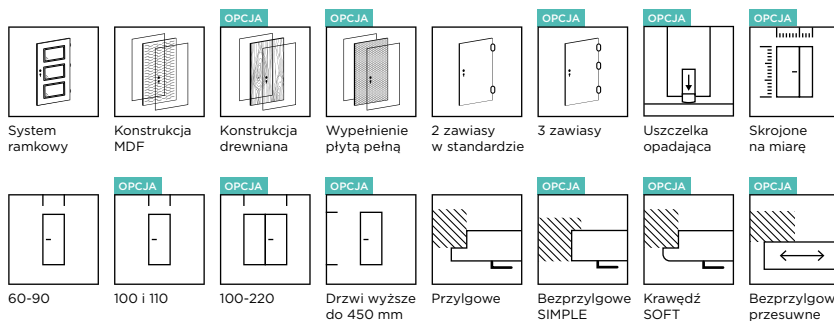 OPCJA
OPCJA
OPCJA
OPCJA
OPCJA
System
ramkowy
Konstrukcja
MDF
Konstrukcja
drewniana
Wypełnienie
płytą pełną
2 zawiasy
w standardzie
3 zawiasy
Uszczelka
opadająca
Skrojone
na miarę
OPCJA
OPCJA
OPCJA
OPCJA
OPCJA
OPCJA
60-90
100 i 110
100-220
Drzwi wyższe
do 450 mm
Przylgowe
Bezprzylgowe
SIMPLE
Krawędź
SOFT
Bezprzylgow
przesuwne